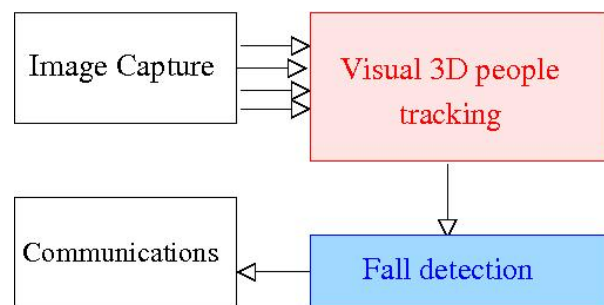 Image Capture
Visual 3D people
tracking
Communications
Fall detection